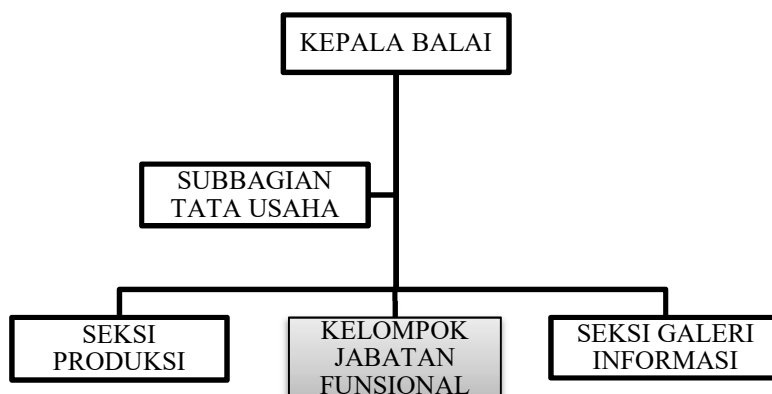 KEPALA BALAI
SUBBAGIAN
TATA USAHA
SEKSI
PRODUKSI
KELOMPOK
JABATAN
FUNSIONAL
SEKSI GALERI
INFORMASI